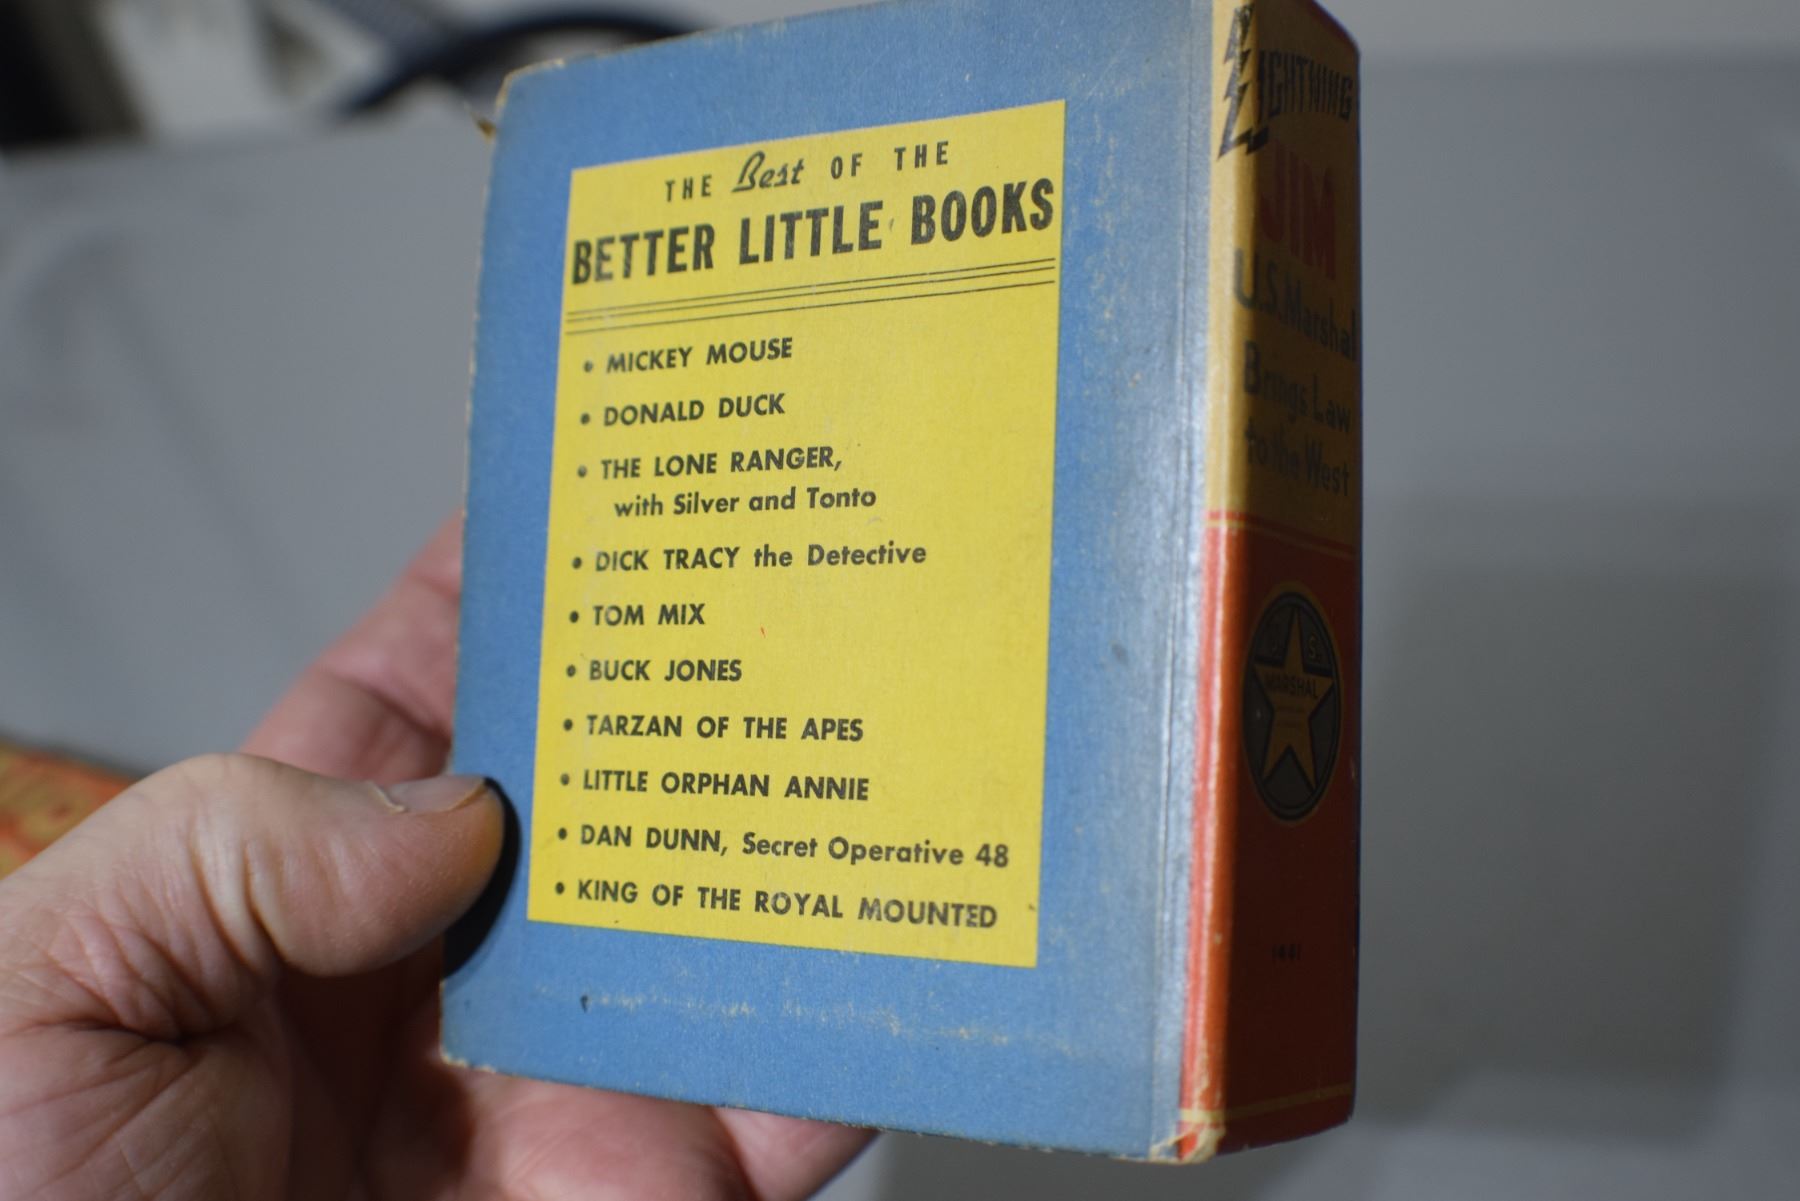 THE Best OF THE
BETTER LITTLE BOOKS
• MICKEY MOUSE
• DONALD DUCK
• THE LONE RANGER,
with Silver and Tonto
• DICK TRACY the Detective
• TOM MIX
• BUCK JONES
• TARZAN OF THE APES
• LITTLE ORPHAN ANNIE
• DAN DUNN, Secret Operative 48
• KING OF THE ROYAL MOUNTED
LIGHTNING
JIM
U.S. Marshal
Brings Law
to the West
U. S.
MARSHAL
1441